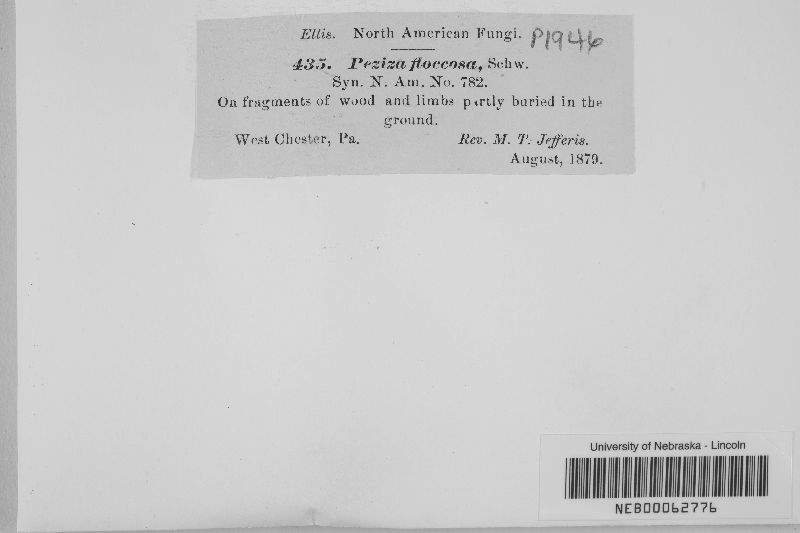 Ellis. North American Fungi. P1946
435. Peziza floccosa, Schw.
Syn. N. Am. No. 782.
On fragments of wood and limbs partly buried in the
ground.
West Chester, Pa. Rev. M. T. Jefferis.
August, 1879.
University of Nebraska - Lincoln
NEB00062776